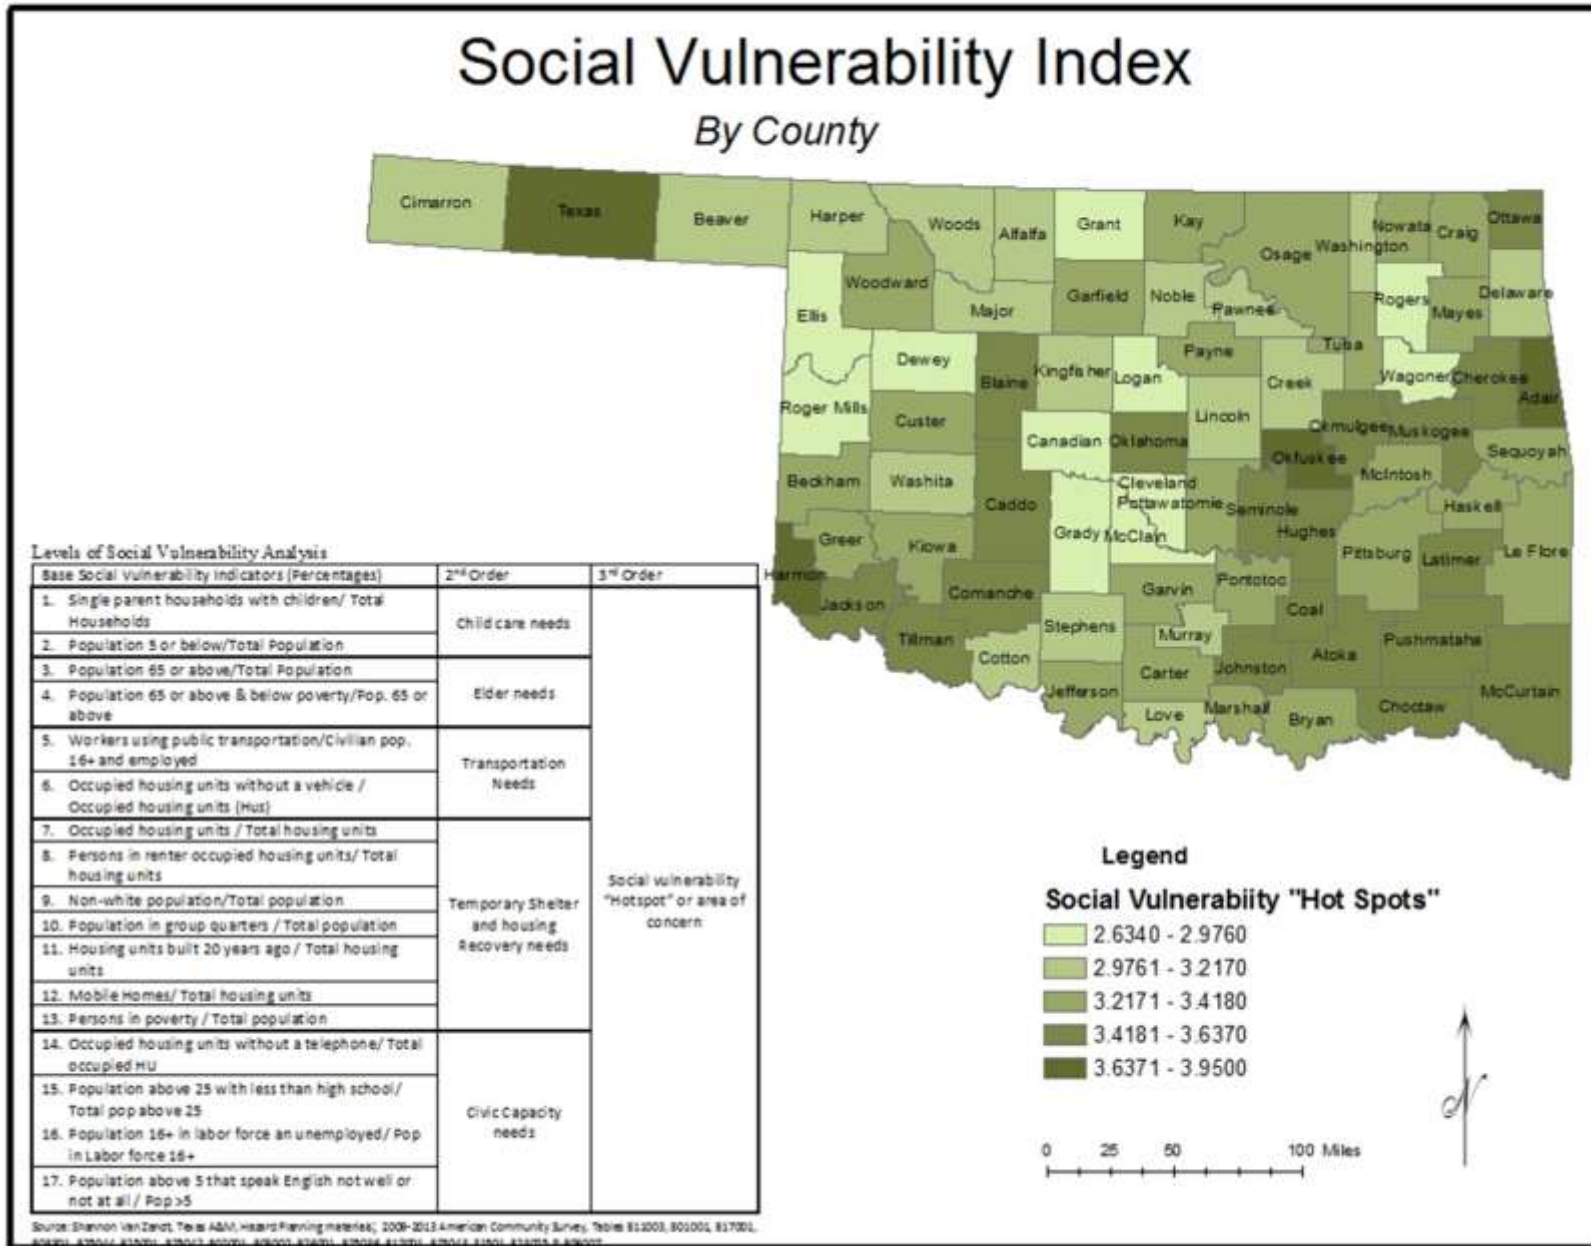 Social Vulnerability Index
By County
Cimarron
Texas
Beaver
Harper
Woods
Alfalfa
Grant
Kay
Osage
Washington
Nowata
Craig
Ottawa
Ellis
Woodward
Major
Garfield
Noble
Pawnee
Rogers
Mayes
Delaware
Dewey
Blaine
Kingfisher
Logan
Payne
Creek
Tulsa
Wagoner
Cherokee
Adair
Roger Mills
Custer
Canadian
Oklahoma
Lincoln
Okmulgee
Muskogee
Okfuskee
Sequoyah
Beckham
Washita
Caddo
Cleveland
Pottawatomie
Seminole
McIntosh
Haskell
Hughes
Greer
Kiowa
Grady
McClain
Pittsburg
Latimer
Le Flore
Harmon
Jackson
Comanche
Garvin
Pontotoc
Coal
Tillman
Stephens
Murray
Cotton
Carter
Johnston
Atoka
Pushmataha
McCurtain
Jefferson
Love
Marshall
Bryan
Choctaw
Levels of Social Vulnerability Analysis
Base Social Vulnerability Indicators (Percentages)
2nd Order
3rd Order
1. Single parent households with children/ Total
Households
2. Population 5 or below/Total Population
Child care needs
3. Population 65 or above/Total Population
4. Population 65 or above & below poverty/Pop. 65 or
above
Elder needs
5. Workers using public transportation/Civilian pop.
16+ and employed
6. Occupied housing units without a vehicle /
Occupied housing units (Hus)
Transportation
Needs
7. Occupied housing units / Total housing units
8. Persons in renter occupied housing units/ Total
housing units
9. Non-white population/Total population
10. Population in group quarters / Total population
11. Housing units built 20 years ago / Total housing
units
12. Mobile Homes/ Total housing units
13. Persons in poverty / Total population
Temporary Shelter
and housing
Recovery needs
14. Occupied housing units without a telephone/ Total
occupied HU
15. Population above 25 with less than high school/
Total pop above 25
16. Population 16+ in labor force an unemployed/ Pop
in Labor force 16+
17. Population above 5 that speak English not well or
not at all / Pop >5
Civic Capacity
needs
Social vulnerability
"Hotspot" or area of
concern
Source: Shannon Van Zandt, Texas A&M, Hazard Planning materials; 2009-2013 American Community Survey, Tables
Legend
Social Vulnerabiity "Hot Spots"
2.6340 - 2.9760
2.9761 - 3.2170
3.2171 - 3.4180
3.4181 - 3.6370
3.6371 - 3.9500
0 25 50 100 Miles
N